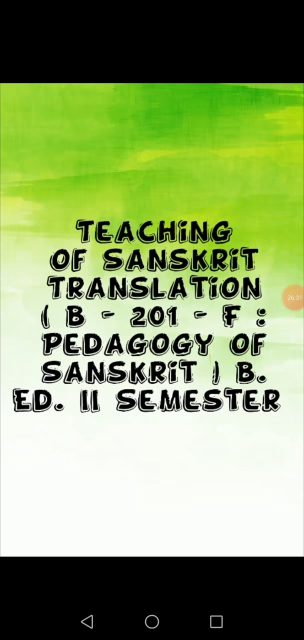 TEACHING
OF SANSKRIT
TRANSLATION
( B - 201 - F :
PEDAGOGY OF
SANSKRIT ) B.
ED. II SEMESTER